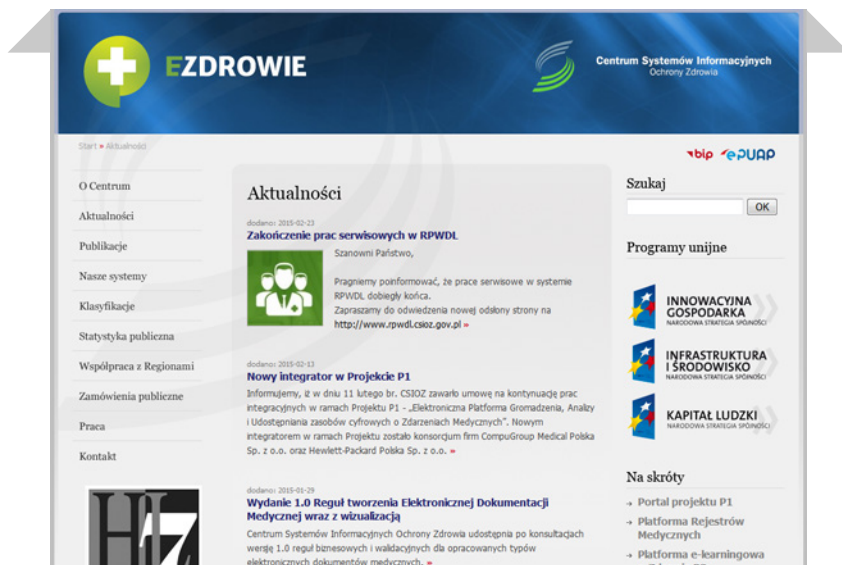 EZDROWIE
Centrum Systemów Informacyjnych
Ochrony Zdrowia
Start » Aktualności
bip ePUAP
O Centrum
Aktualności
Publikacje
Nasze systemy
Klasyfikacje
Statystyka publiczna
Współpraca z Regionami
Zamówienia publiczne
Praca
Kontakt
HL7
Aktualności
dodano: 2015-02-23
Zakończenie prac serwisowych w RPWDL
Szanowni Państwo,
Pragniemy poinformować, że prace serwisowe w systemie
RPWDL dobiegły końca.
Zapraszamy do odwiedzenia nowej odsłony strony na
http://www.rpwdl.csioz.gov.pl »
dodano: 2015-02-13
Nowy integrator w Projekcie P1
Informujemy, iż w dniu 11 lutego br. CSIOZ zawarło umowę na kontynuację prac
integracyjnych w ramach Projektu P1 - „Elektroniczna Platforma Gromadzenia, Analizy
i Udostępniania zasobów cyfrowych o Zdarzeniach Medycznych". Nowym
integratorem w ramach Projektu zostało konsorcjum firm CompuGroup Medical Polska
Sp. z o.o. oraz Hewlett-Packard Polska Sp. z o.o. »
dodano: 2015-01-29
Wydanie 1.0 Reguł tworzenia Elektronicznej Dokumentacji
Medycznej wraz z wizualizacją
Centrum Systemów Informacyjnych Ochrony Zdrowia udostępnia po konsultacjach
wersję 1.0 reguł biznesowych i walidacyjnych dla opracowanych typów
elektronicznych dokumentów medycznych. »
Szukaj
OK
Programy unijne
INNOWACYJNA
GOSPODARKA
NARODOWA STRATEGIA SPÓJNOŚCI
INFRASTRUKTURA
I ŚRODOWISKO
NARODOWA STRATEGIA SPÓJNOŚCI
KAPITAŁ LUDZKI
NARODOWA STRATEGIA SPÓJNOŚCI
Na skróty
Portal projektu P1
Platforma Rejestrów
Medycznych
Platforma e-learningowa